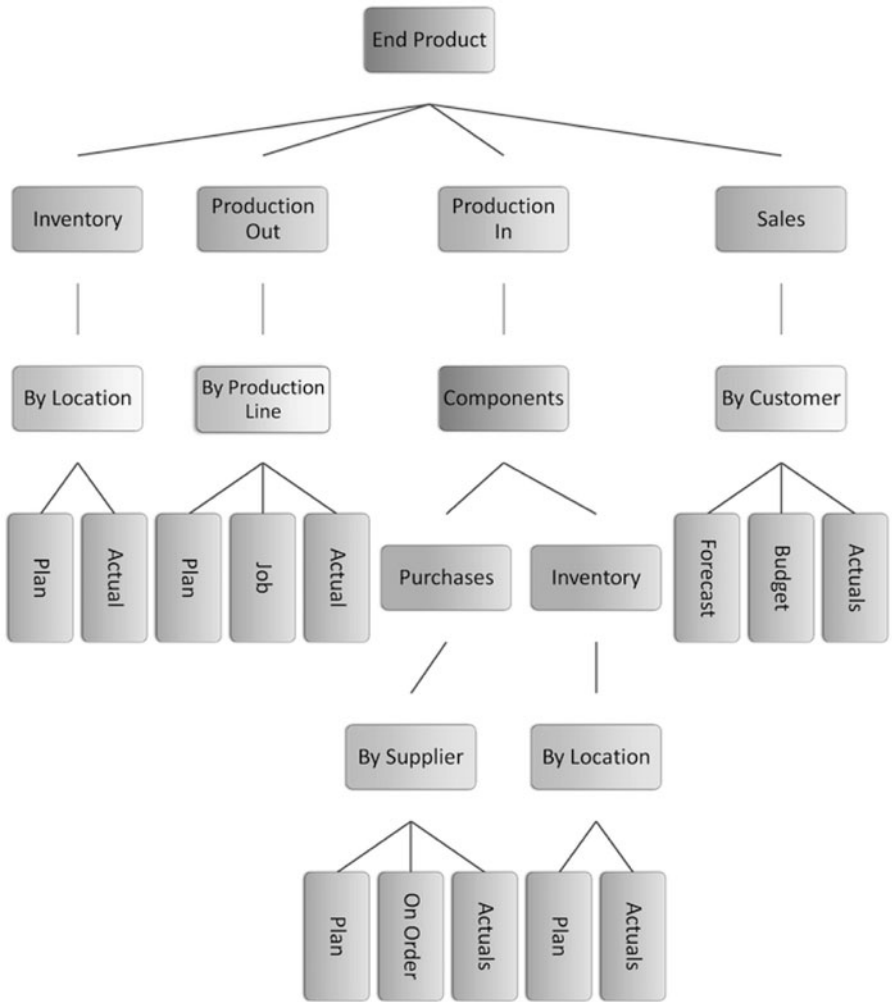 End Product
Inventory
Production
Out
Production
In
Sales
By Location
By Production
Line
Components
By Customer
Plan
Actual
Plan
Job
Actual
Purchases
Inventory
Forecast
Budget
Actuals
By Supplier
By Location
Plan
On Order
Actuals
Plan
Actuals